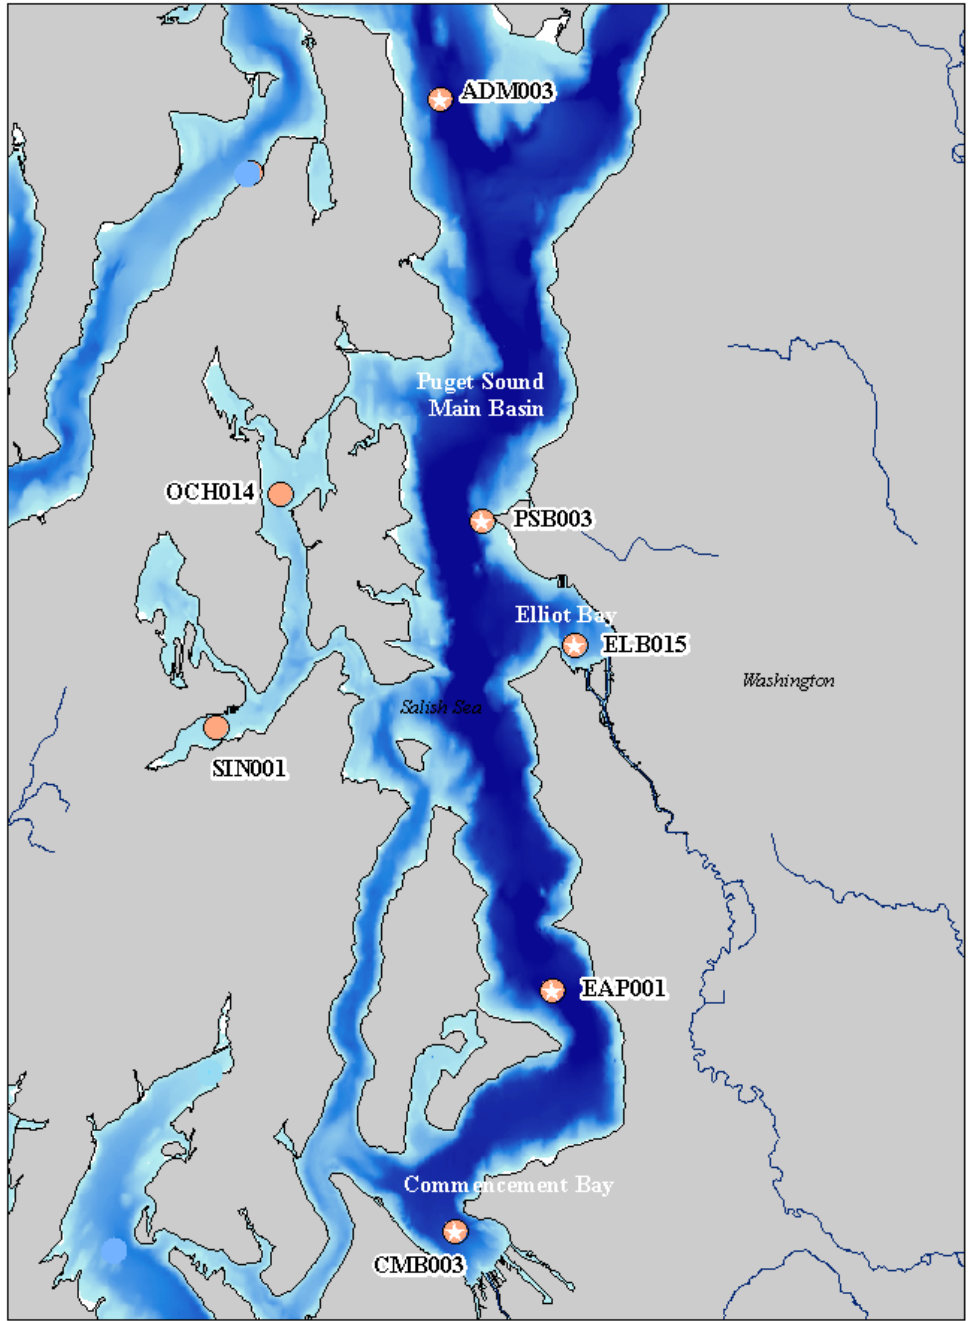 ADM003
Puget Sound
Main Basin
OCH014
PSB003
Elliot Bay
ELB015
Washington
Salish Sea
SIN001
EAP001
Commencement Bay
CMB003